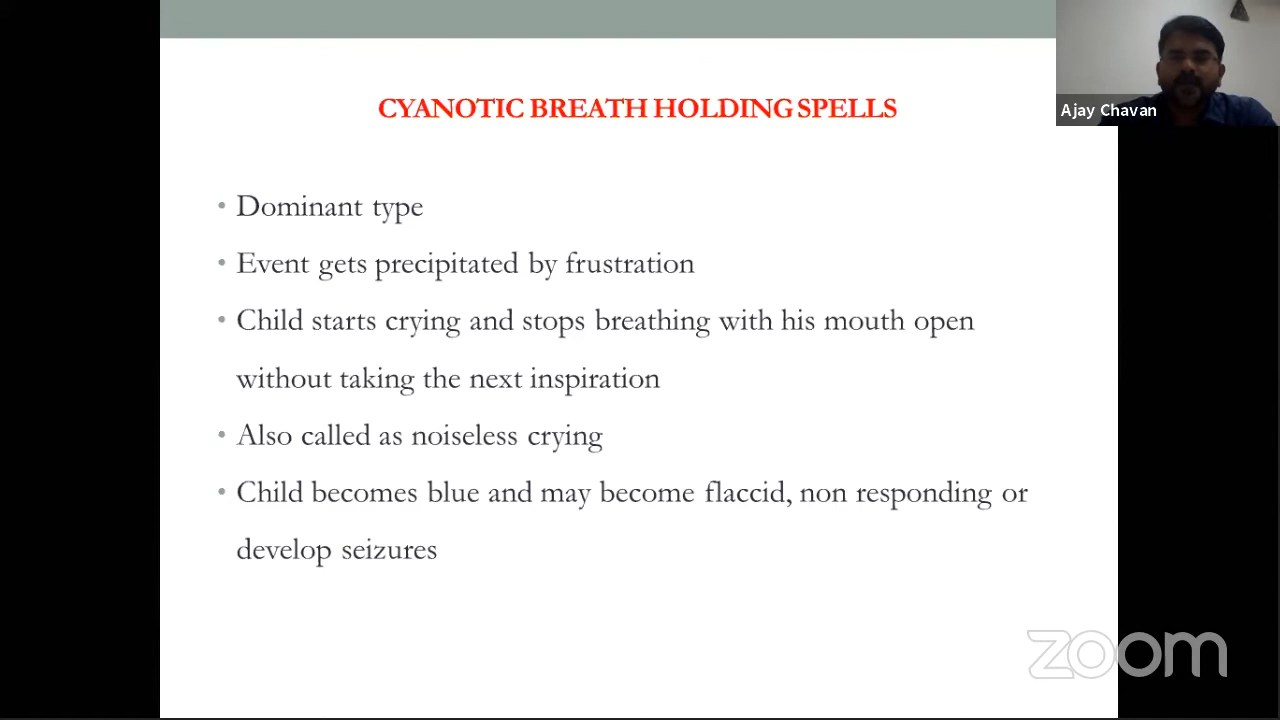 CYANOTIC BREATH HOLDING SPELLS
Ajay Chavan
• Dominant type
• Event gets precipitated by frustration
• Child starts crying and stops breathing with his mouth open
without taking the next inspiration
• Also called as noiseless crying
• Child becomes blue and may become flaccid, non responding or
develop seizures
zoom